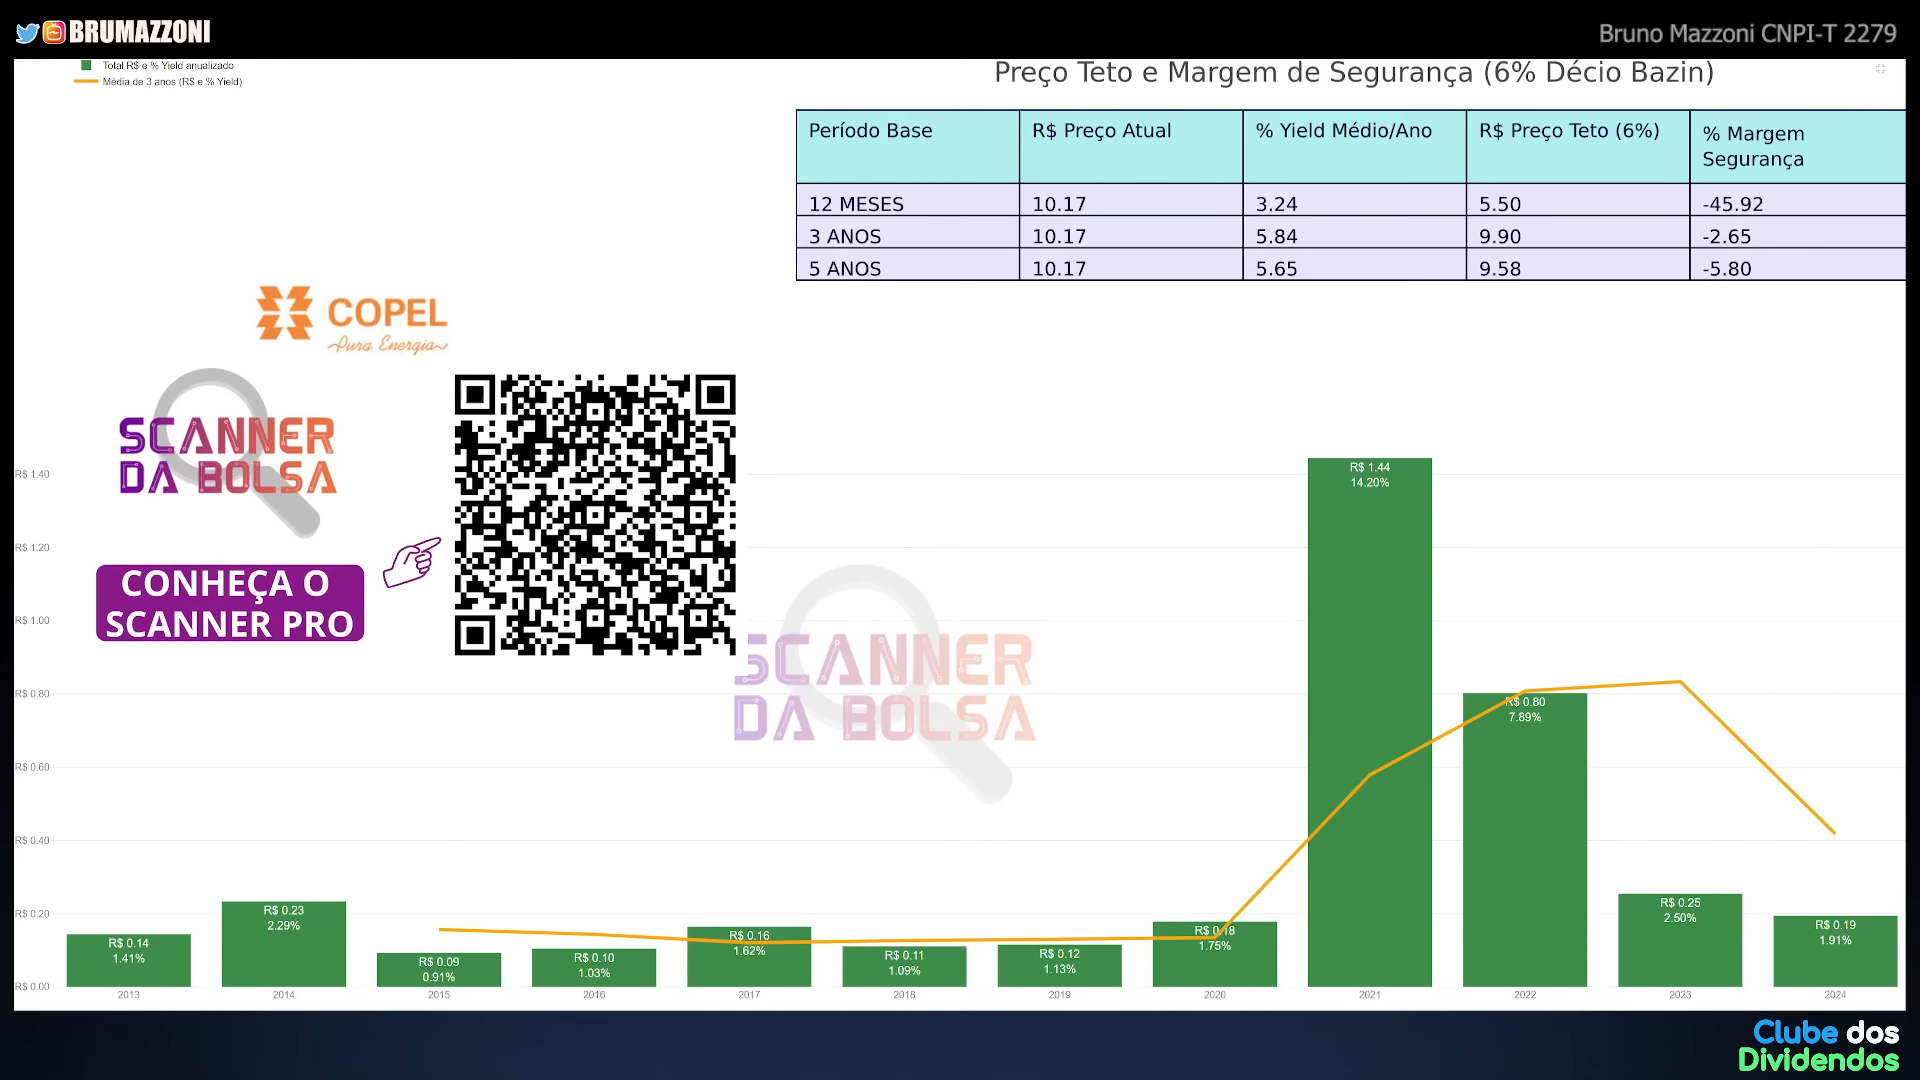 BRUMAZZONI
Bruno Mazzoni CNPI-T 2279
Total R$ e % Yield anualizado
Média de 3 anos (R$ e % Yield)
Preço Teto e Margem de Segurança (6% Décio Bazin)
Período Base R$ Preço Atual % Yield Médio/Ano R$ Preço Teto (6%) % Margem Segurança
12 MESES 10.17 3.24 5.50 -45.92
3 ANOS 10.17 5.84 9.90 -2.65
5 ANOS 10.17 5.65 9.58 -5.80
COPEL
Pura Energia
SCANNER
DA BOLSA
CONHEÇA O
SCANNER PRO
SCANNER
DA BOLSA
R$ 1.40
R$ 1.20
R$ 1.00
R$ 0.80
R$ 0.60
R$ 0.40
R$ 0.20
R$ 0.00
R$ 0.14
1.41%
R$ 0.23
2.29%
R$ 0.09
0.91%
R$ 0.10
1.03%
R$ 0.16
1.62%
R$ 0.11
1.09%
R$ 0.12
1.13%
R$ 0.18
1.75%
R$ 1.44
14.20%
R$ 0.80
7.89%
R$ 0.25
2.50%
R$ 0.19
1.91%
2013 2014 2015 2016 2017 2018 2019 2020 2021 2022 2023 2024
Clube dos
Dividendos